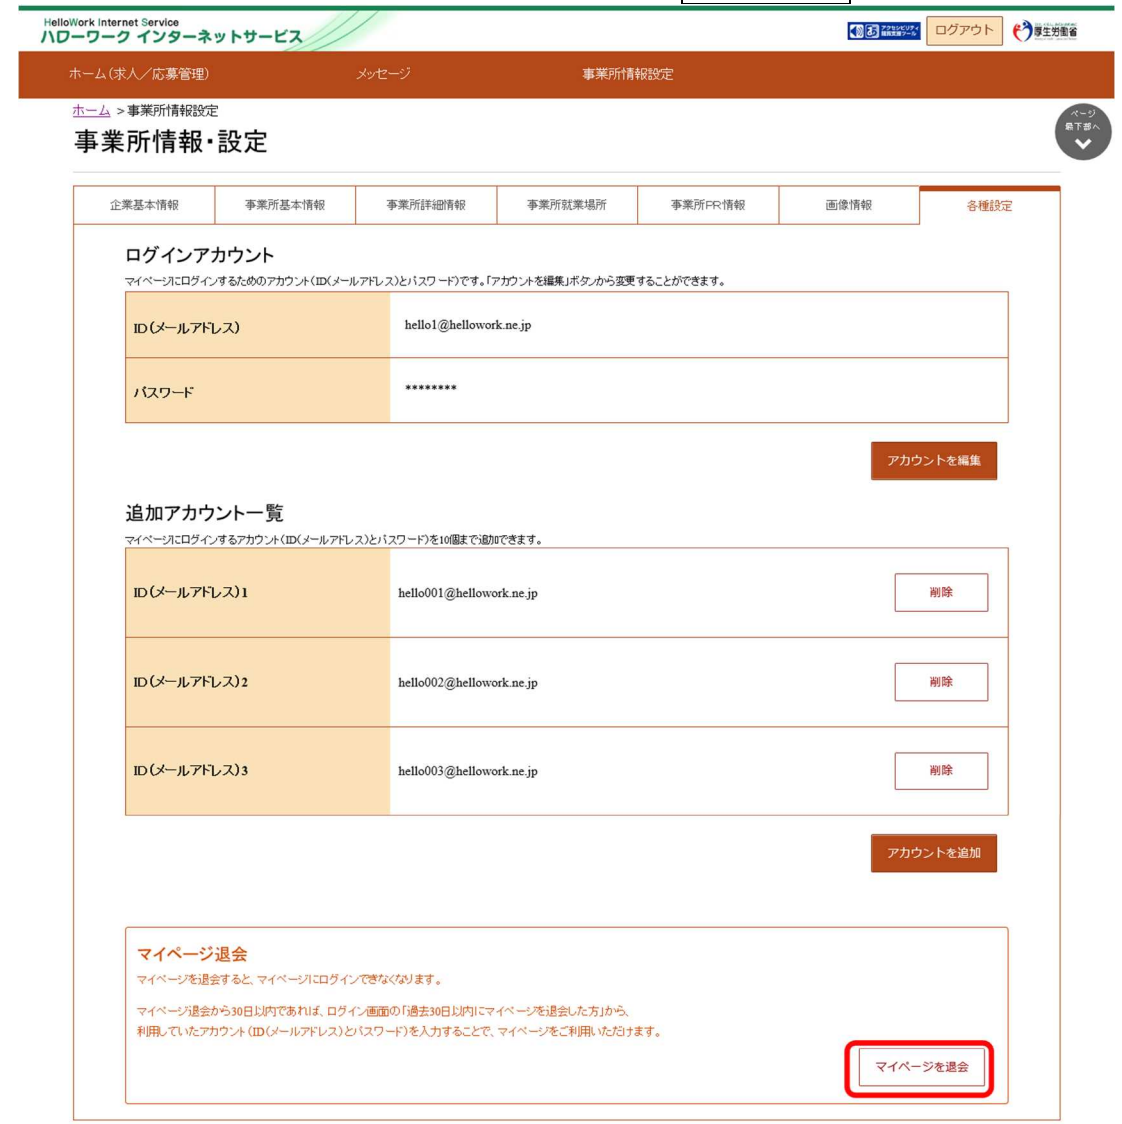 HelloWork Internet Service
ハローワーク インターネットサービス
アクセシビリティ
閲覧支援ツール
ログアウト
厚生労働省
ホーム(求人/応募管理)
メッセージ
事業所情報設定
ホーム > 事業所情報設定
ページ
最下部へ
事業所情報・設定
企業基本情報
事業所基本情報
事業所詳細情報
事業所就業場所
事業所PR情報
画像情報
各種設定
ログインアカウント
マイページにログインするためのアカウント(ID(メールアドレス)とパスワード)です。「アカウントを編集」ボタンから変更することができます。
ID(メールアドレス)
hello1@hellowork.ne.jp
パスワード
********
アカウントを編集
追加アカウント一覧
マイページにログインするアカウント(ID(メールアドレス)とパスワード)を10個まで追加できます。
ID(メールアドレス)1
hello001@hellowork.ne.jp
削除
ID(メールアドレス)2
hello002@hellowork.ne.jp
削除
ID(メールアドレス)3
hello003@hellowork.ne.jp
削除
アカウントを追加
マイページ退会
マイページを退会すると、マイページにログインできなくなります。
マイページ退会から30日以内であれば、ログイン画面の「過去30日以内にマイページを退会した方」から、
利用していたアカウント(ID(メールアドレス)とパスワード)を入力することで、マイページをご利用いただけます。
マイページを退会